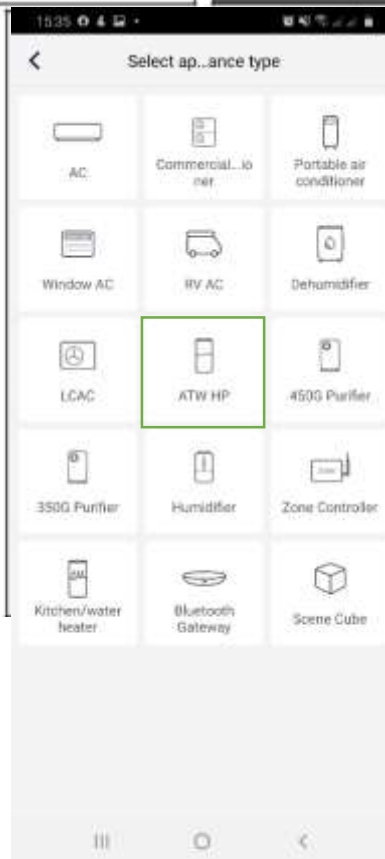 15:35
Select ap..ance type
AC
Commercial...io
ner
Portable air
conditioner
Window AC
RV AC
Dehumidifier
LCAC
ATW HP
450G Purifier
350G Purifier
Humidifier
Zone Controller
Kitchen/water
heater
Bluetooth
Gateway
Scene Cube